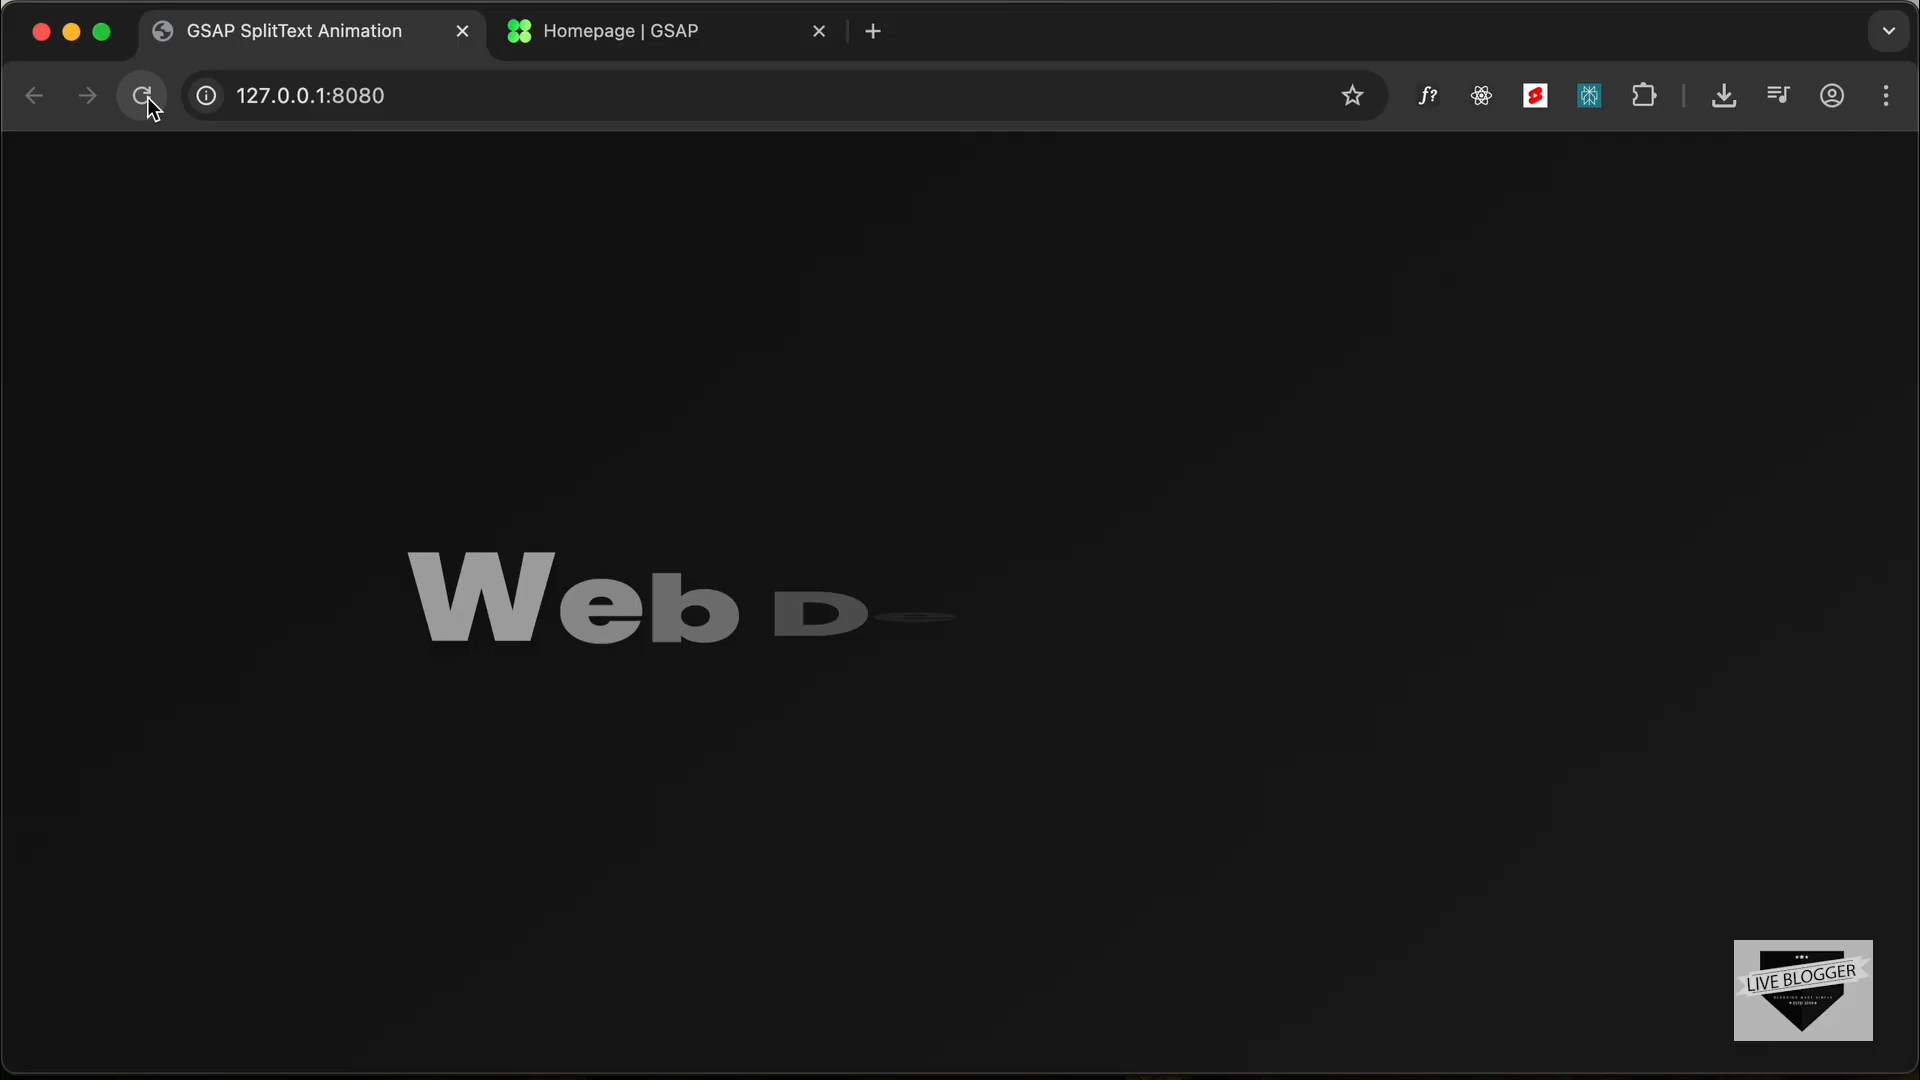 GSAP SplitText Animation
Homepage | GSAP
127.0.0.1:8080
f?
Web D
LIVE BLOGGER